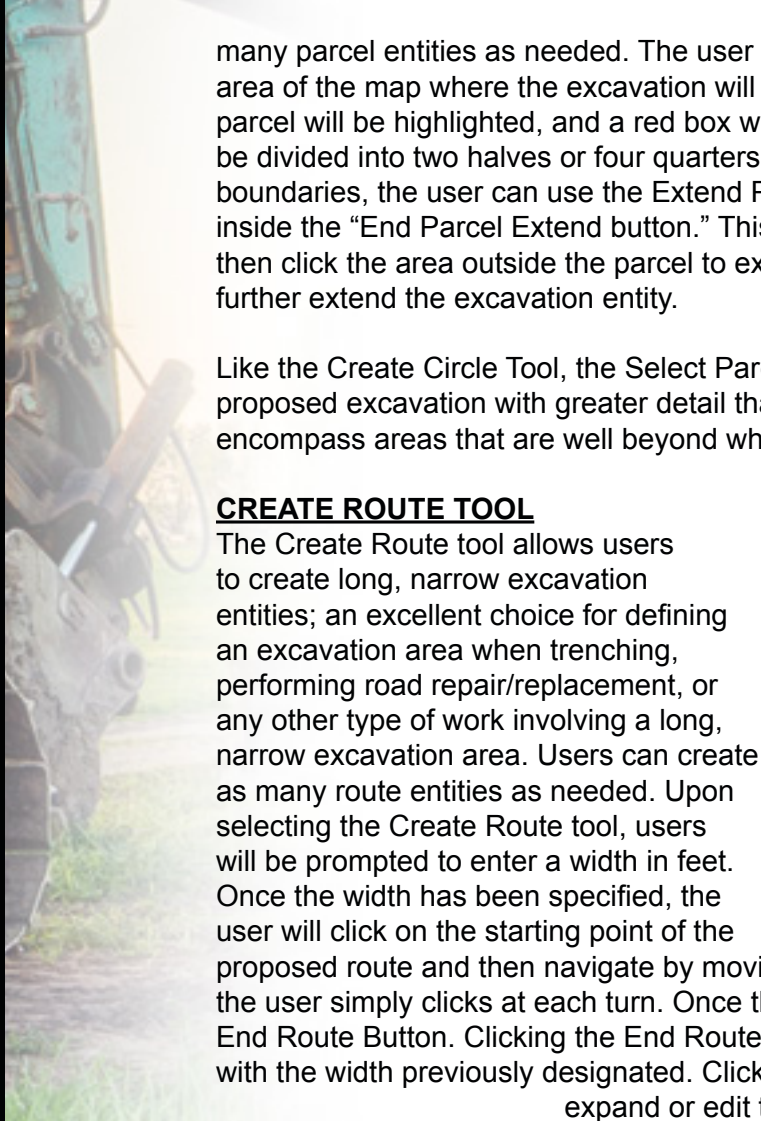 many parcel entities as needed. The user
area of the map where the excavation will
parcel will be highlighted, and a red box w
be divided into two halves or four quarters
boundaries, the user can use the Extend P
inside the “End Parcel Extend button.” This
then click the area outside the parcel to ex
further extend the excavation entity.
Like the Create Circle Tool, the Select Par
proposed excavation with greater detail tha
encompass areas that are well beyond wh
CREATE ROUTE TOOL
The Create Route tool allows users
to create long, narrow excavation
entities; an excellent choice for defining
an excavation area when trenching,
performing road repair/replacement, or
any other type of work involving a long,
narrow excavation area. Users can create
as many route entities as needed. Upon
selecting the Create Route tool, users
will be prompted to enter a width in feet.
Once the width has been specified, the
user will click on the starting point of the
proposed route and then navigate by movi
the user simply clicks at each turn. Once t
End Route Button. Clicking the End Route
with the width previously designated. Click
expand or edit t